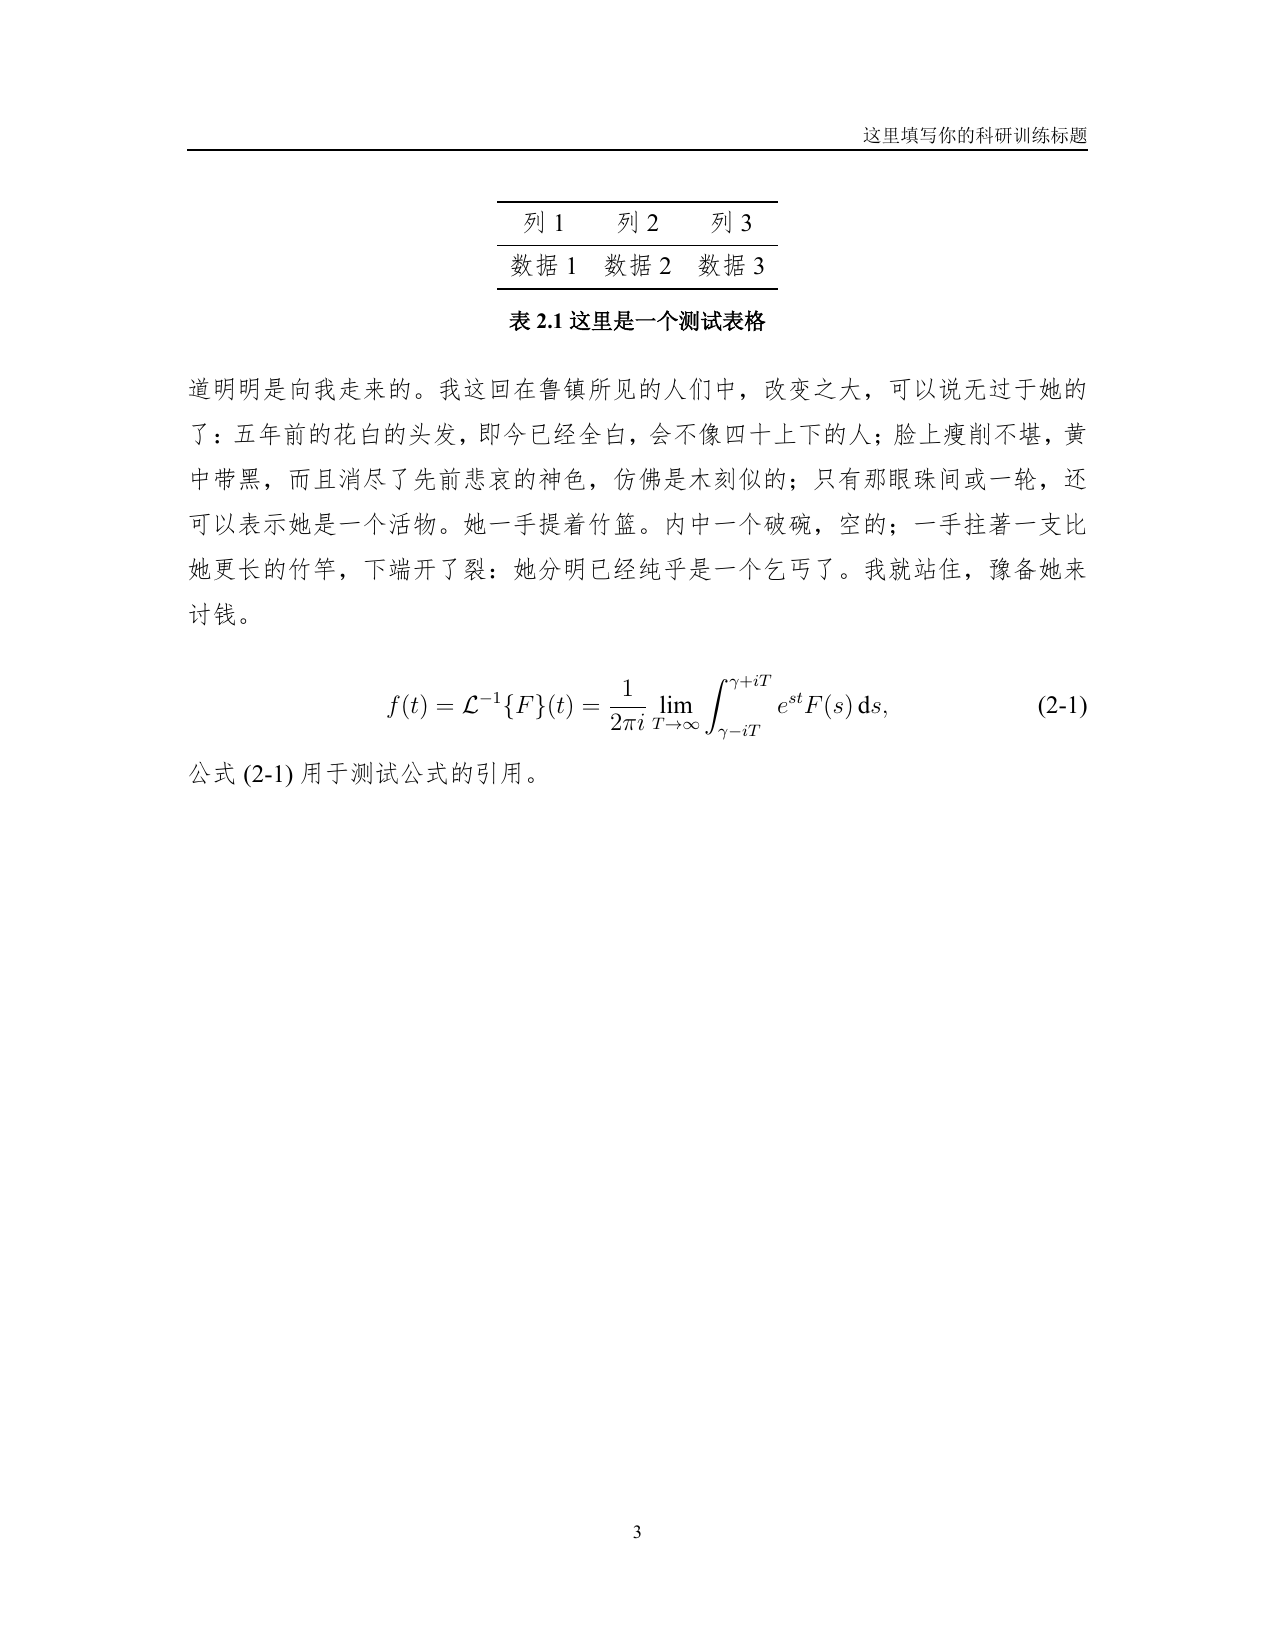 这里填写你的科研训练标题
列 1 列 2 列 3
数据 1 数据 2 数据 3
表 2.1 这里是一个测试表格
道明明是向我走来的。我这回在鲁镇所见的人们中，改变之大，可以说无过于她的
了：五年前的花白的头发，即今已经全白，会不像四十上下的人；脸上瘦削不堪，黄
中带黑，而且消尽了先前悲哀的神色，仿佛是木刻似的；只有那眼珠间或一轮，还
可以表示她是一个活物。她一手提着竹篮。内中一个破碗，空的；一手拄著一支比
她更长的竹竿，下端开了裂：她分明已经纯乎是一个乞丐了。我就站住，豫备她来
讨钱。
f(t) = ℒ⁻¹{F}(t) = \frac{1}{2πi} \lim_{T→∞} ∫_{γ−iT}^{γ+iT} e^{st}F(s) ds, (2-1)
公式 (2-1) 用于测试公式的引用。
3